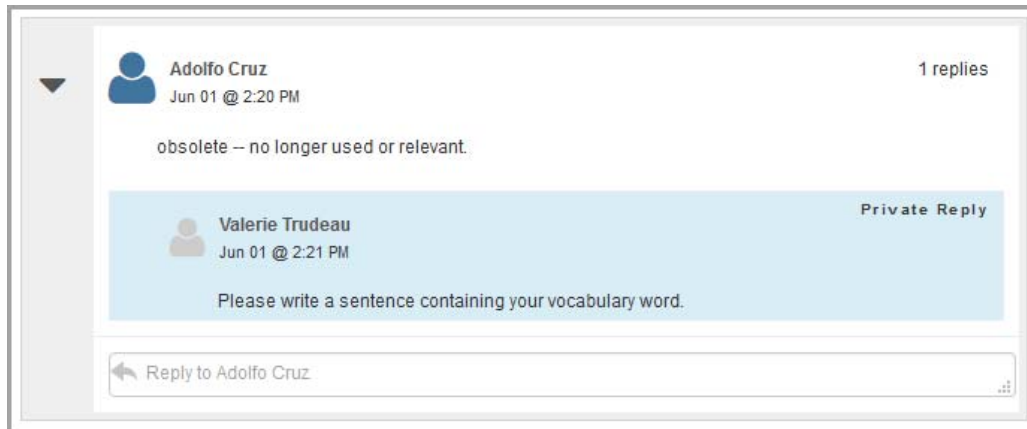 Adolfo Cruz
1 replies
Jun 01 @ 2:20 PM
obsolete -- no longer used or relevant.
Private Reply
Valerie Trudeau
Jun 01 @ 2:21 PM
Please write a sentence containing your vocabulary word.
Reply to Adolfo Cruz